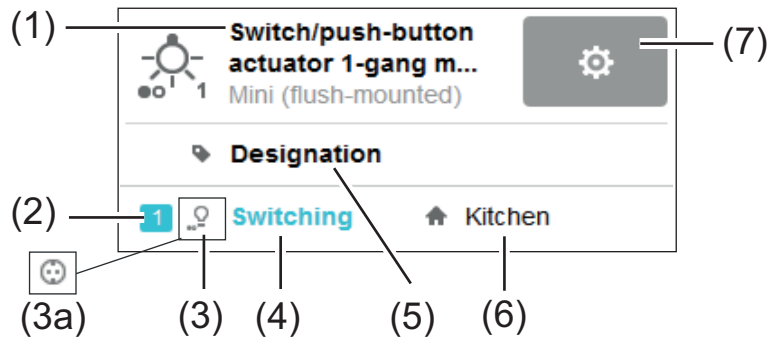 (1)
Switch/push-button
actuator 1-gang m...
1
Mini (flush-mounted)
(7)
Designation
(2)
1
Switching
Kitchen
(3a)
(3)
(4)
(5)
(6)